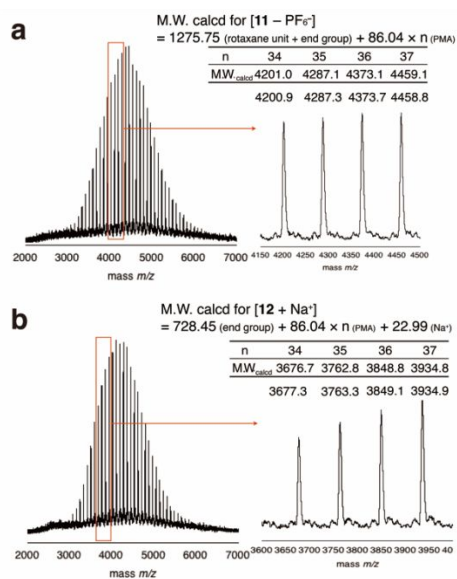 a
M.W. calcd for [11 – PF₆⁻]
= 1275.75 (rotaxane unit + end group) + 86.04 × n (PMA)
n 34 35 36 37
M.W.calcd 4201.0 4287.1 4373.1 4459.1
4200.9 4287.3 4373.7 4458.8
2000 3000 4000 5000 6000 7000
mass m/z
4150 4200 4250 4300 4350 4400 4450 4500
mass m/z
b
M.W. calcd for [12 + Na⁺]
= 728.45 (end group) + 86.04 × n (PMA) + 22.99 (Na⁺)
n 34 35 36 37
M.W.calcd 3676.7 3762.8 3848.8 3934.8
3677.3 3763.3 3849.1 3934.9
2000 3000 4000 5000 6000 7000
mass m/z
3600 3650 3700 3750 3800 3850 3900 3950 40
mass m/z